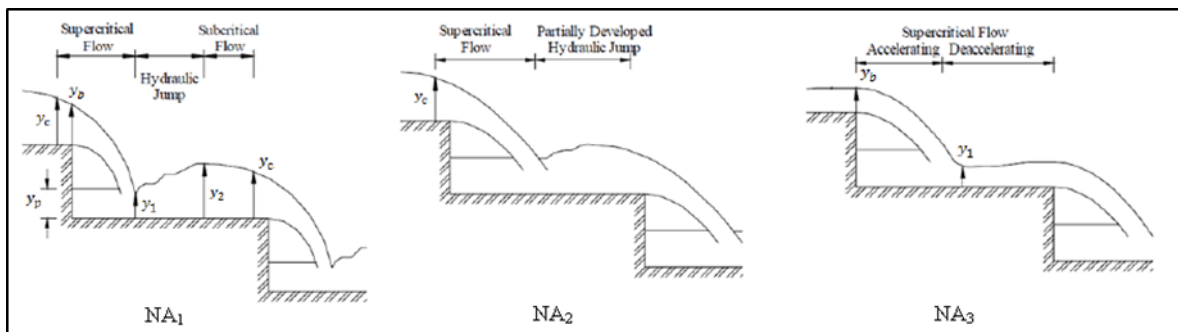 Supercritical
Flow
Subcritical
Flow
Hydraulic
Jump
y_c
y_b
y_p
y_1
y_2
y_c
NA₁
Supercritical
Flow
Partially Developed
Hydraulic Jump
y_c
NA₂
Supercritical Flow
Accelerating Deaccelerating
y_b
y_1
NA₃